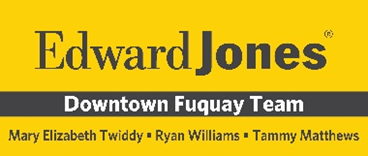 Edward Jones®
Downtown Fuquay Team
Mary Elizabeth Twiddy ▪ Ryan Williams ▪ Tammy Matthews